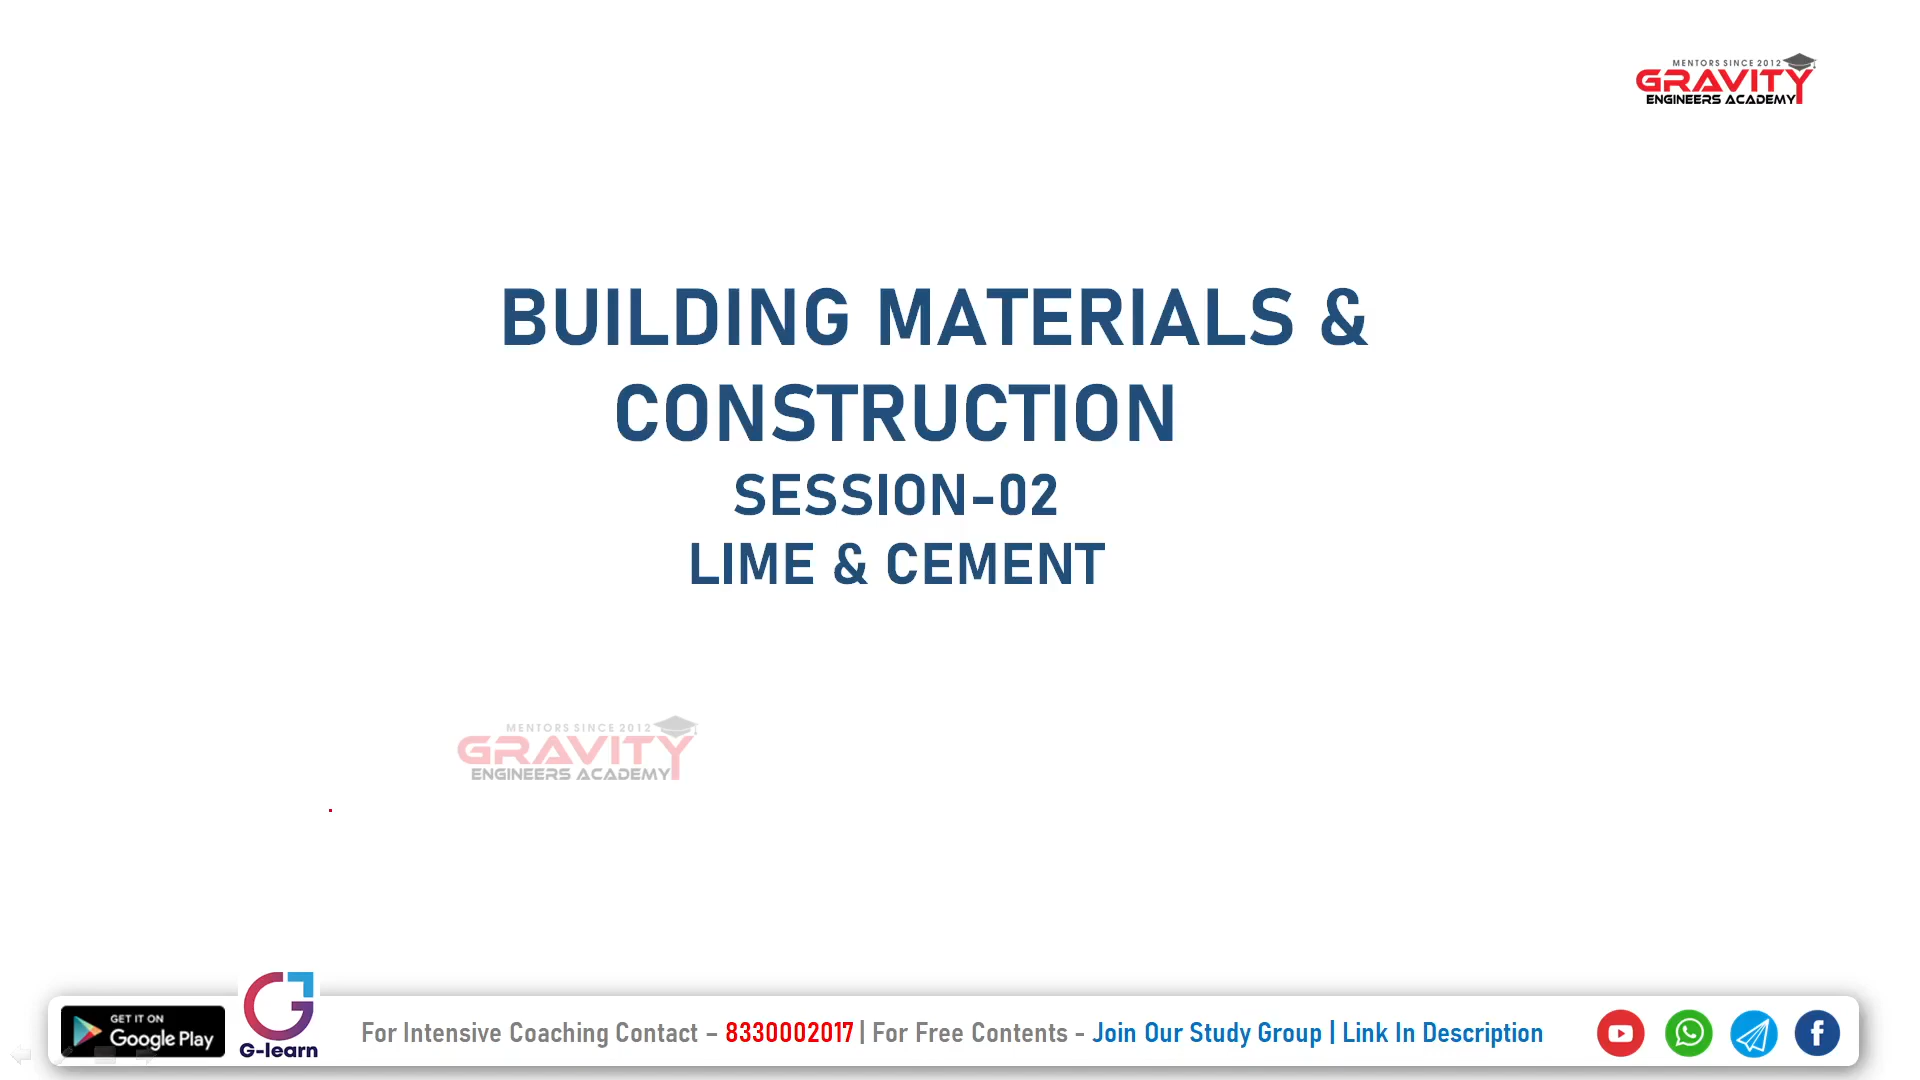 MENTORS SINCE 2012
GRAVITY
ENGINEERS ACADEMY
BUILDING MATERIALS &
CONSTRUCTION
SESSION-02
LIME & CEMENT
MENTORS SINCE 2012
GRAVITY
ENGINEERS ACADEMY
GET IT ON
Google Play
G-learn
For Intensive Coaching Contact – 8330002017 | For Free Contents - Join Our Study Group | Link In Description